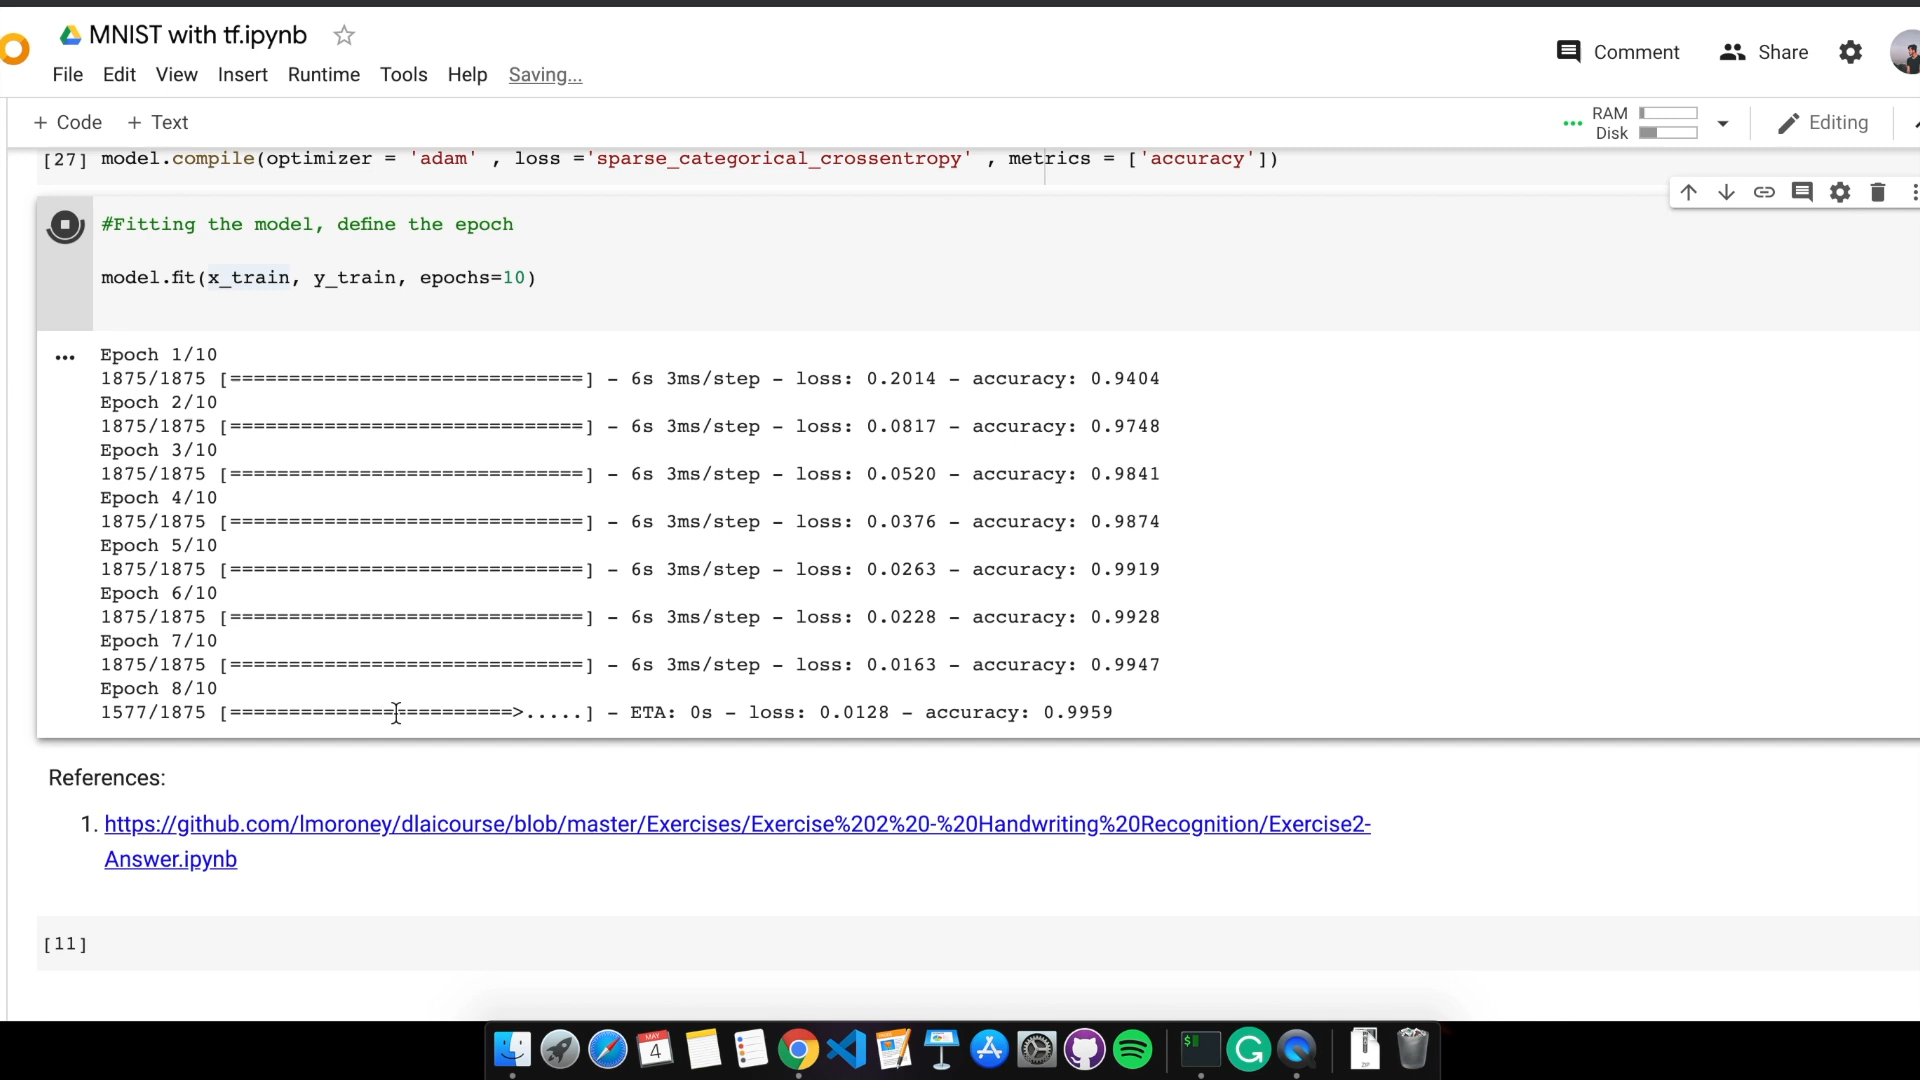 MNIST with tf.ipynb
Comment
Share
File Edit View Insert Runtime Tools Help Saving...
+ Code + Text
RAM
Disk
Editing
[27] model.compile(optimizer = 'adam' , loss ='sparse_categorical_crossentropy' , metrics = ['accuracy'])
#Fitting the model, define the epoch
model.fit(x_train, y_train, epochs=10)
Epoch 1/10
1875/1875 [==============================] - 6s 3ms/step - loss: 0.2014 - accuracy: 0.9404
Epoch 2/10
1875/1875 [==============================] - 6s 3ms/step - loss: 0.0817 - accuracy: 0.9748
Epoch 3/10
1875/1875 [==============================] - 6s 3ms/step - loss: 0.0520 - accuracy: 0.9841
Epoch 4/10
1875/1875 [==============================] - 6s 3ms/step - loss: 0.0376 - accuracy: 0.9874
Epoch 5/10
1875/1875 [==============================] - 6s 3ms/step - loss: 0.0263 - accuracy: 0.9919
Epoch 6/10
1875/1875 [==============================] - 6s 3ms/step - loss: 0.0228 - accuracy: 0.9928
Epoch 7/10
1875/1875 [==============================] - 6s 3ms/step - loss: 0.0163 - accuracy: 0.9947
Epoch 8/10
1577/1875 [========================>.....] - ETA: 0s - loss: 0.0128 - accuracy: 0.9959
References:
1. https://github.com/lmoroney/dlaicourse/blob/master/Exercises/Exercise%202%20-%20Handwriting%20Recognition/Exercise2-
Answer.ipynb
[11]
MAY
4
$
ZIP